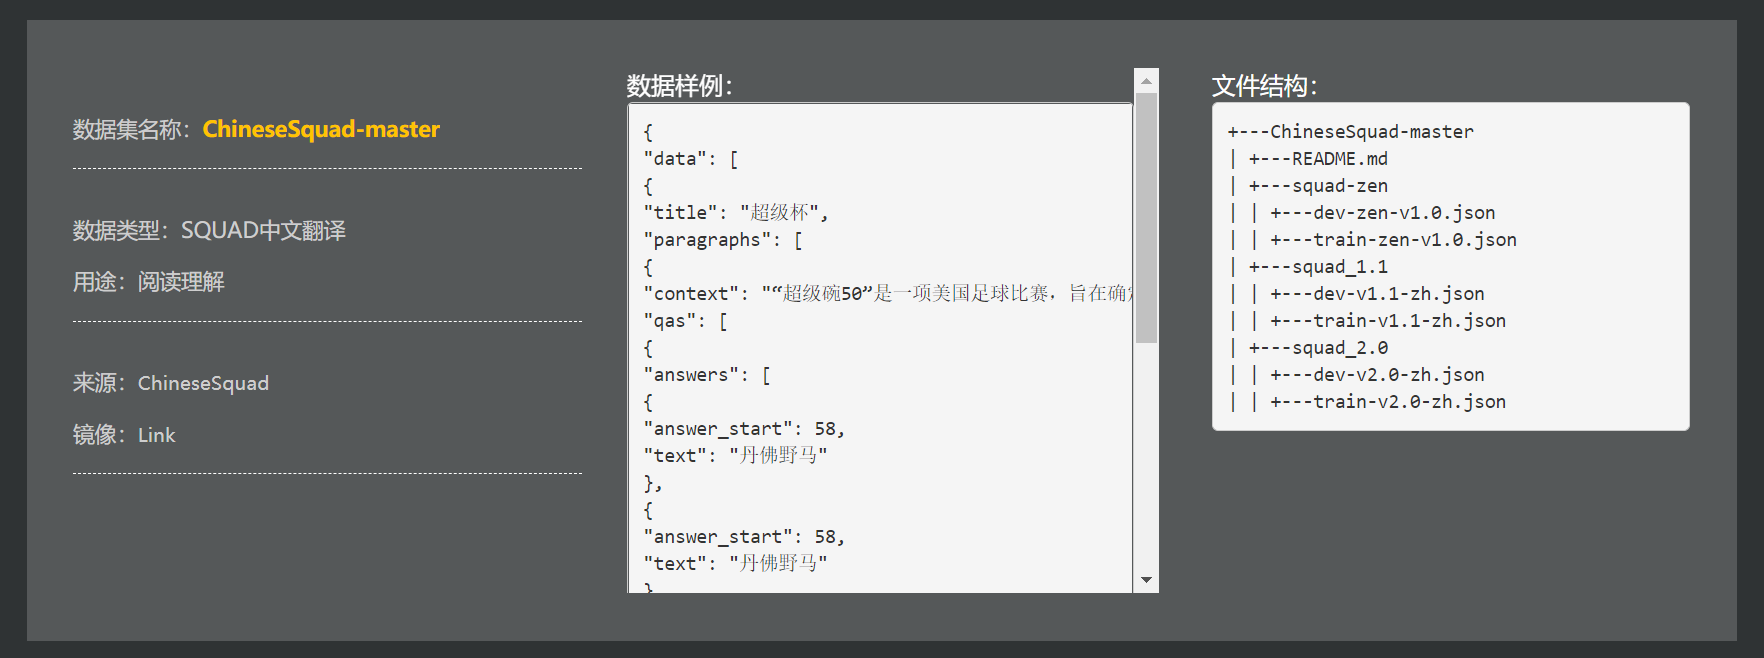 数据集名称：ChineseSquad-master
数据类型：SQUAD中文翻译
用途：阅读理解
来源：ChineseSquad
镜像：Link
数据样例：
{
"data": [
{
"title": "超级杯",
"paragraphs": [
{
"context": "“超级碗50”是一项美国足球比赛，旨在确
"qas": [
{
"answers": [
{
"answer_start": 58,
"text": "丹佛野马"
},
{
"answer_start": 58,
"text": "丹佛野马"
}
文件结构：
+---ChineseSquad-master
| +---README.md
| +---squad-zen
| | +---dev-zen-v1.0.json
| | +---train-zen-v1.0.json
| +---squad_1.1
| | +---dev-v1.1-zh.json
| | +---train-v1.1-zh.json
| +---squad_2.0
| | +---dev-v2.0-zh.json
| | +---train-v2.0-zh.json